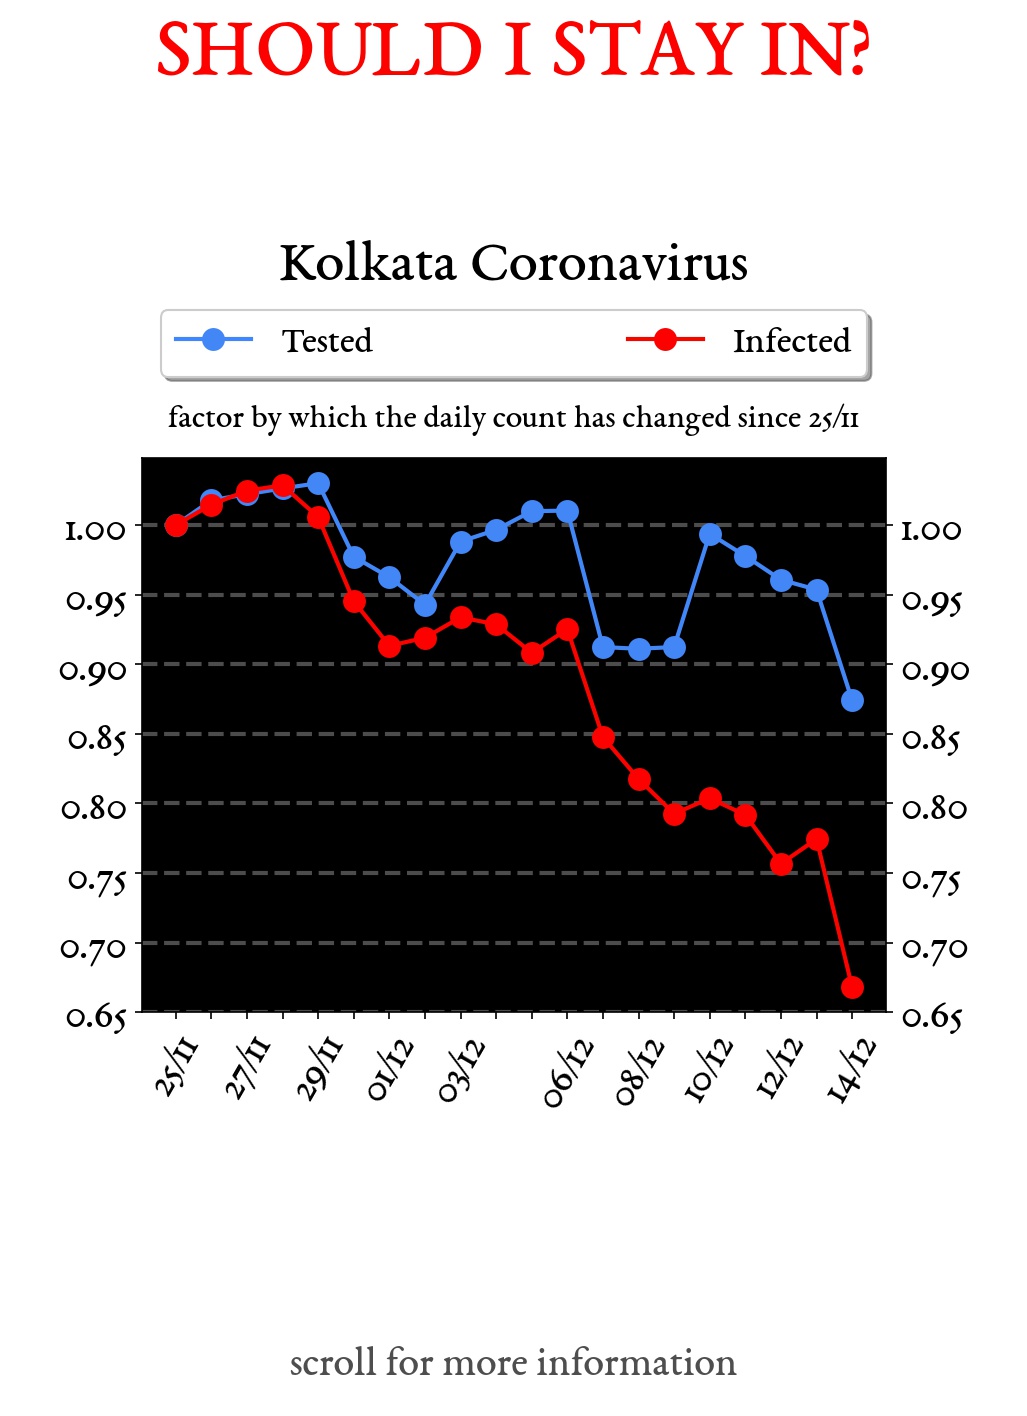 SHOULD I STAY IN?
Kolkata Coronavirus
Tested Infected
factor by which the daily count has changed since 25/11
1.00 1.00
0.95 0.95
0.90 0.90
0.85 0.85
0.80 0.80
0.75 0.75
0.70 0.70
0.65 0.65
25/11 27/11 29/11 01/12 03/12 06/12 08/12 10/12 12/12 14/12
scroll for more information